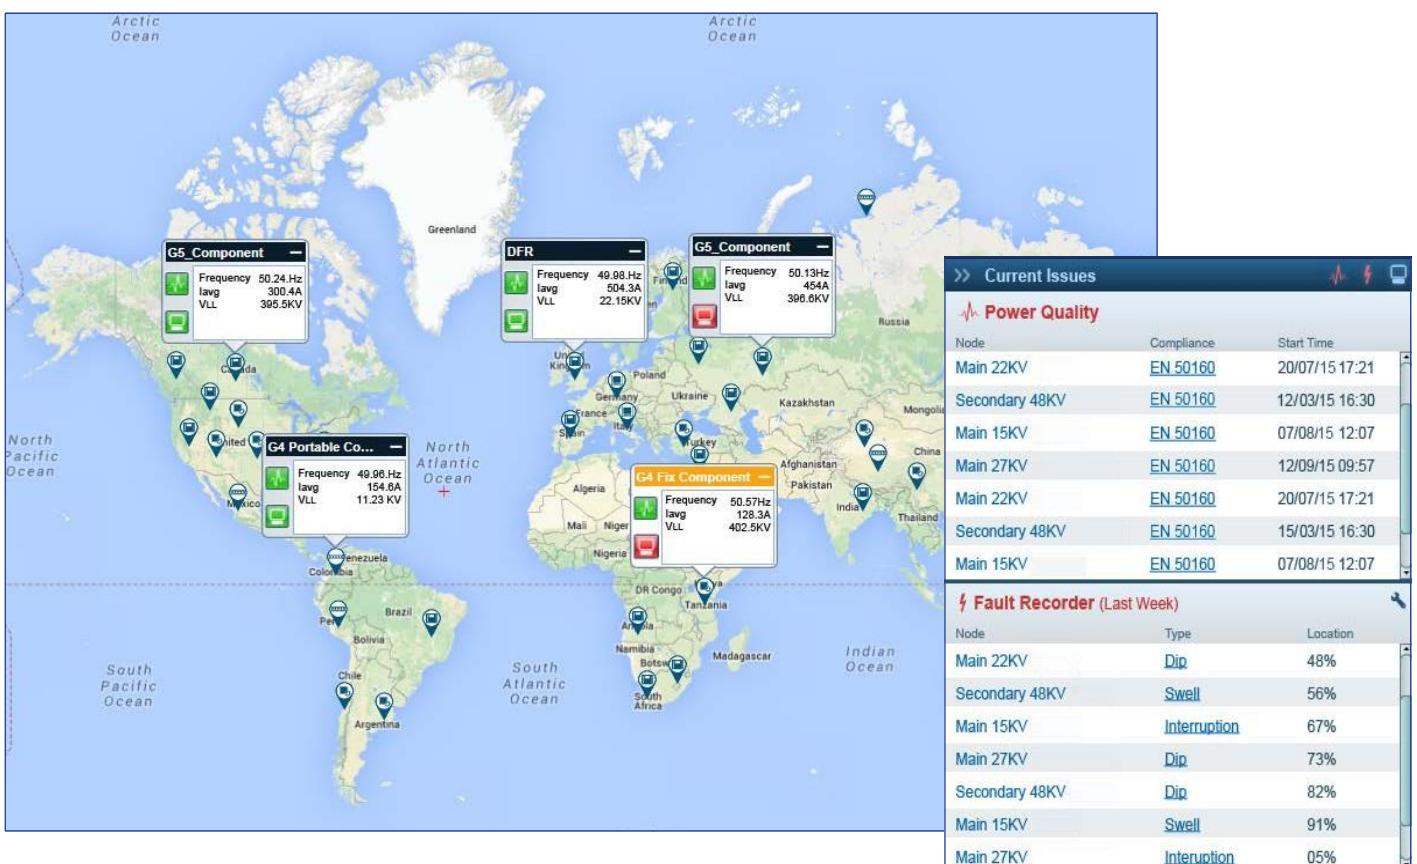 Arctic
Ocean
Arctic
Ocean
Greenland
G5_Component
Frequency 50.24.Hz
Iavg 300.4A
VLL 395.5KV
DFR
Frequency 49.98.Hz
Iavg 504.3A
VLL 22.15KV
G5_Component
Frequency 50.13Hz
Iavg 454A
VLL 396.6KV
Russia
Poland
Germany
Ukraine
Kazakhstan
Mongolia
France
Italy
Spain
Turkey
China
North
Pacific
Ocean
United
G4 Portable Co...
Frequency 49.96.Hz
Iavg 154.6A
VLL 11.23 KV
North
Atlantic
Ocean
Mexico
Afghanistan
Pakistan
India
Thailand
Algeria
Mali Niger
Nigeria
G4 Fix Component
Frequency 50.57Hz
Iavg 128.3A
VLL 402.5KV
Venezuela
Colombia
DR Congo
Tanzania
Peru
Brazil
Angola
Bolivia
Namibia
Botsw
Madagascar
Chile
South
Africa
Argentina
South
Pacific
Ocean
South
Atlantic
Ocean
Indian
Ocean
>> Current Issues
Power Quality
Node Compliance Start Time
Main 22KV EN 50160 20/07/15 17:21
Secondary 48KV EN 50160 12/03/15 16:30
Main 15KV EN 50160 07/08/15 12:07
Main 27KV EN 50160 12/09/15 09:57
Main 22KV EN 50160 20/07/15 17:21
Secondary 48KV EN 50160 15/03/15 16:30
Main 15KV EN 50160 07/08/15 12:07
Fault Recorder (Last Week)
Node Type Location
Main 22KV Dip 48%
Secondary 48KV Swell 56%
Main 15KV Interruption 67%
Main 27KV Dip 73%
Secondary 48KV Dip 82%
Main 15KV Swell 91%
Main 27KV Interuption 05%